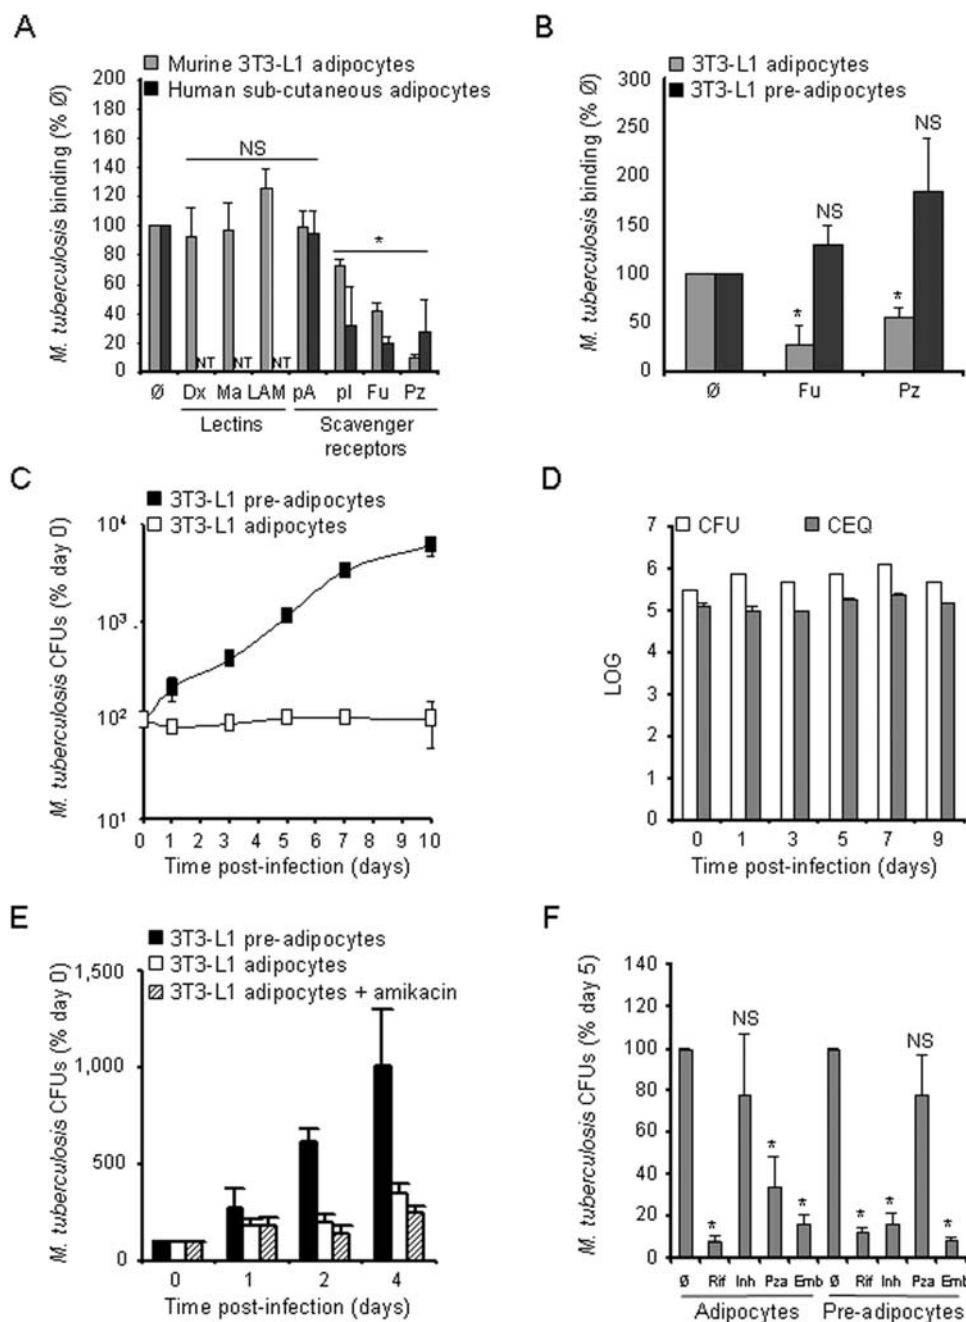 A
Murine 3T3-L1 adipocytes
Human sub-cutaneous adipocytes
M. tuberculosis binding (% Ø)
200
180
160
140
120
100
80
60
40
20
0
NS
*
NT NT NT
Ø Dx Ma LAM pA pI Fu Pz
Lectins Scavenger
receptors
B
3T3-L1 adipocytes
3T3-L1 pre-adipocytes
M. tuberculosis binding (% Ø)
300
250
200
150
100
50
0
* NS * NS
Ø Fu Pz
C
3T3-L1 pre-adipocytes
3T3-L1 adipocytes
M. tuberculosis CFUs (% day 0)
10⁴
10³
10²
10¹
0 1 2 3 4 5 6 7 8 9 10
Time post-infection (days)
D
CFU CEQ
LOG
7
6
5
4
3
2
1
0
0 1 3 5 7 9
Time post-infection (days)
E
3T3-L1 pre-adipocytes
3T3-L1 adipocytes
3T3-L1 adipocytes + amikacin
M. tuberculosis CFUs (% day 0)
1,500
1,000
500
0
0 1 2 4
Time post-infection (days)
F
M. tuberculosis CFUs (% day 5)
140
120
100
80
60
40
20
0
* NS * * * * NS *
Ø Rif Inh Pza Emb Ø Rif Inh Pza Emb
Adipocytes Pre-adipocytes